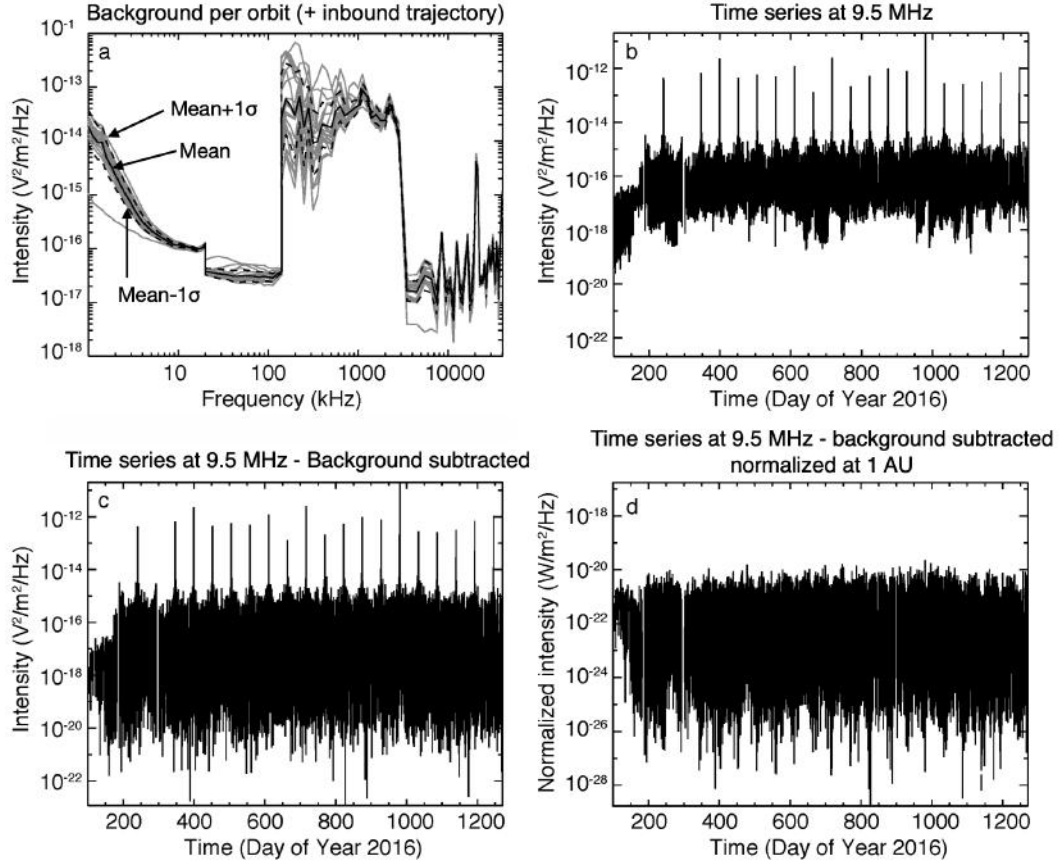 Background per orbit (+ inbound trajectory)
a
Intensity (V²/m²/Hz)
10⁻¹
10⁻¹³
10⁻¹⁴
10⁻¹⁵
10⁻¹⁶
10⁻¹⁷
10⁻¹⁸
Mean+1σ
Mean
Mean-1σ
10 100 1000 10000
Frequency (kHz)
Time series at 9.5 MHz
b
Intensity (V²/m²/Hz)
10⁻¹²
10⁻¹⁴
10⁻¹⁶
10⁻¹⁸
10⁻²⁰
10⁻²²
200 400 600 800 1000 1200
Time (Day of Year 2016)
Time series at 9.5 MHz - Background subtracted
c
Intensity (V²/m²/Hz)
10⁻¹²
10⁻¹⁴
10⁻¹⁶
10⁻¹⁸
10⁻²⁰
10⁻²²
200 400 600 800 1000 1200
Time (Day of Year 2016)
Time series at 9.5 MHz - background subtracted
normalized at 1 AU
d
Normalized intensity (W/m²/Hz)
10⁻¹⁸
10⁻²⁰
10⁻²²
10⁻²⁴
10⁻²⁶
10⁻²⁸
200 400 600 800 1000 1200
Time (Day of Year 2016)